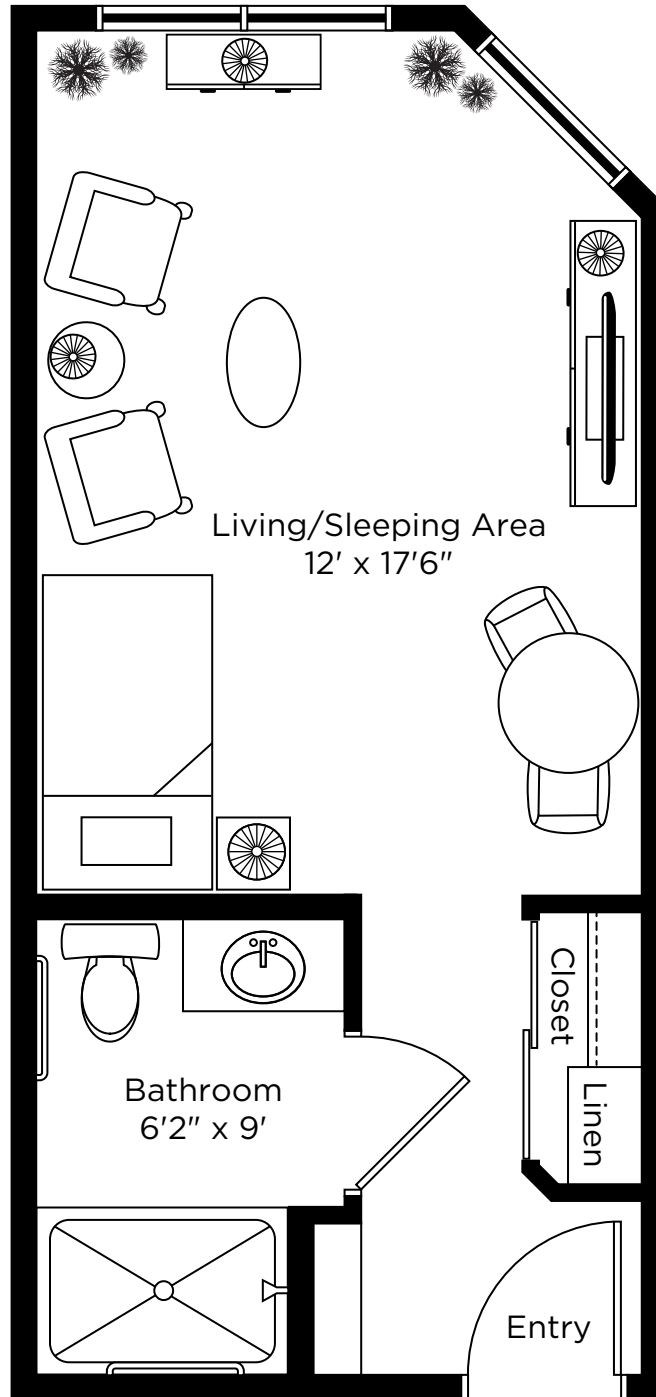 Living/Sleeping Area
12' x 17'6"
Closet
Linen
Bathroom
6'2" x 9'
Entry